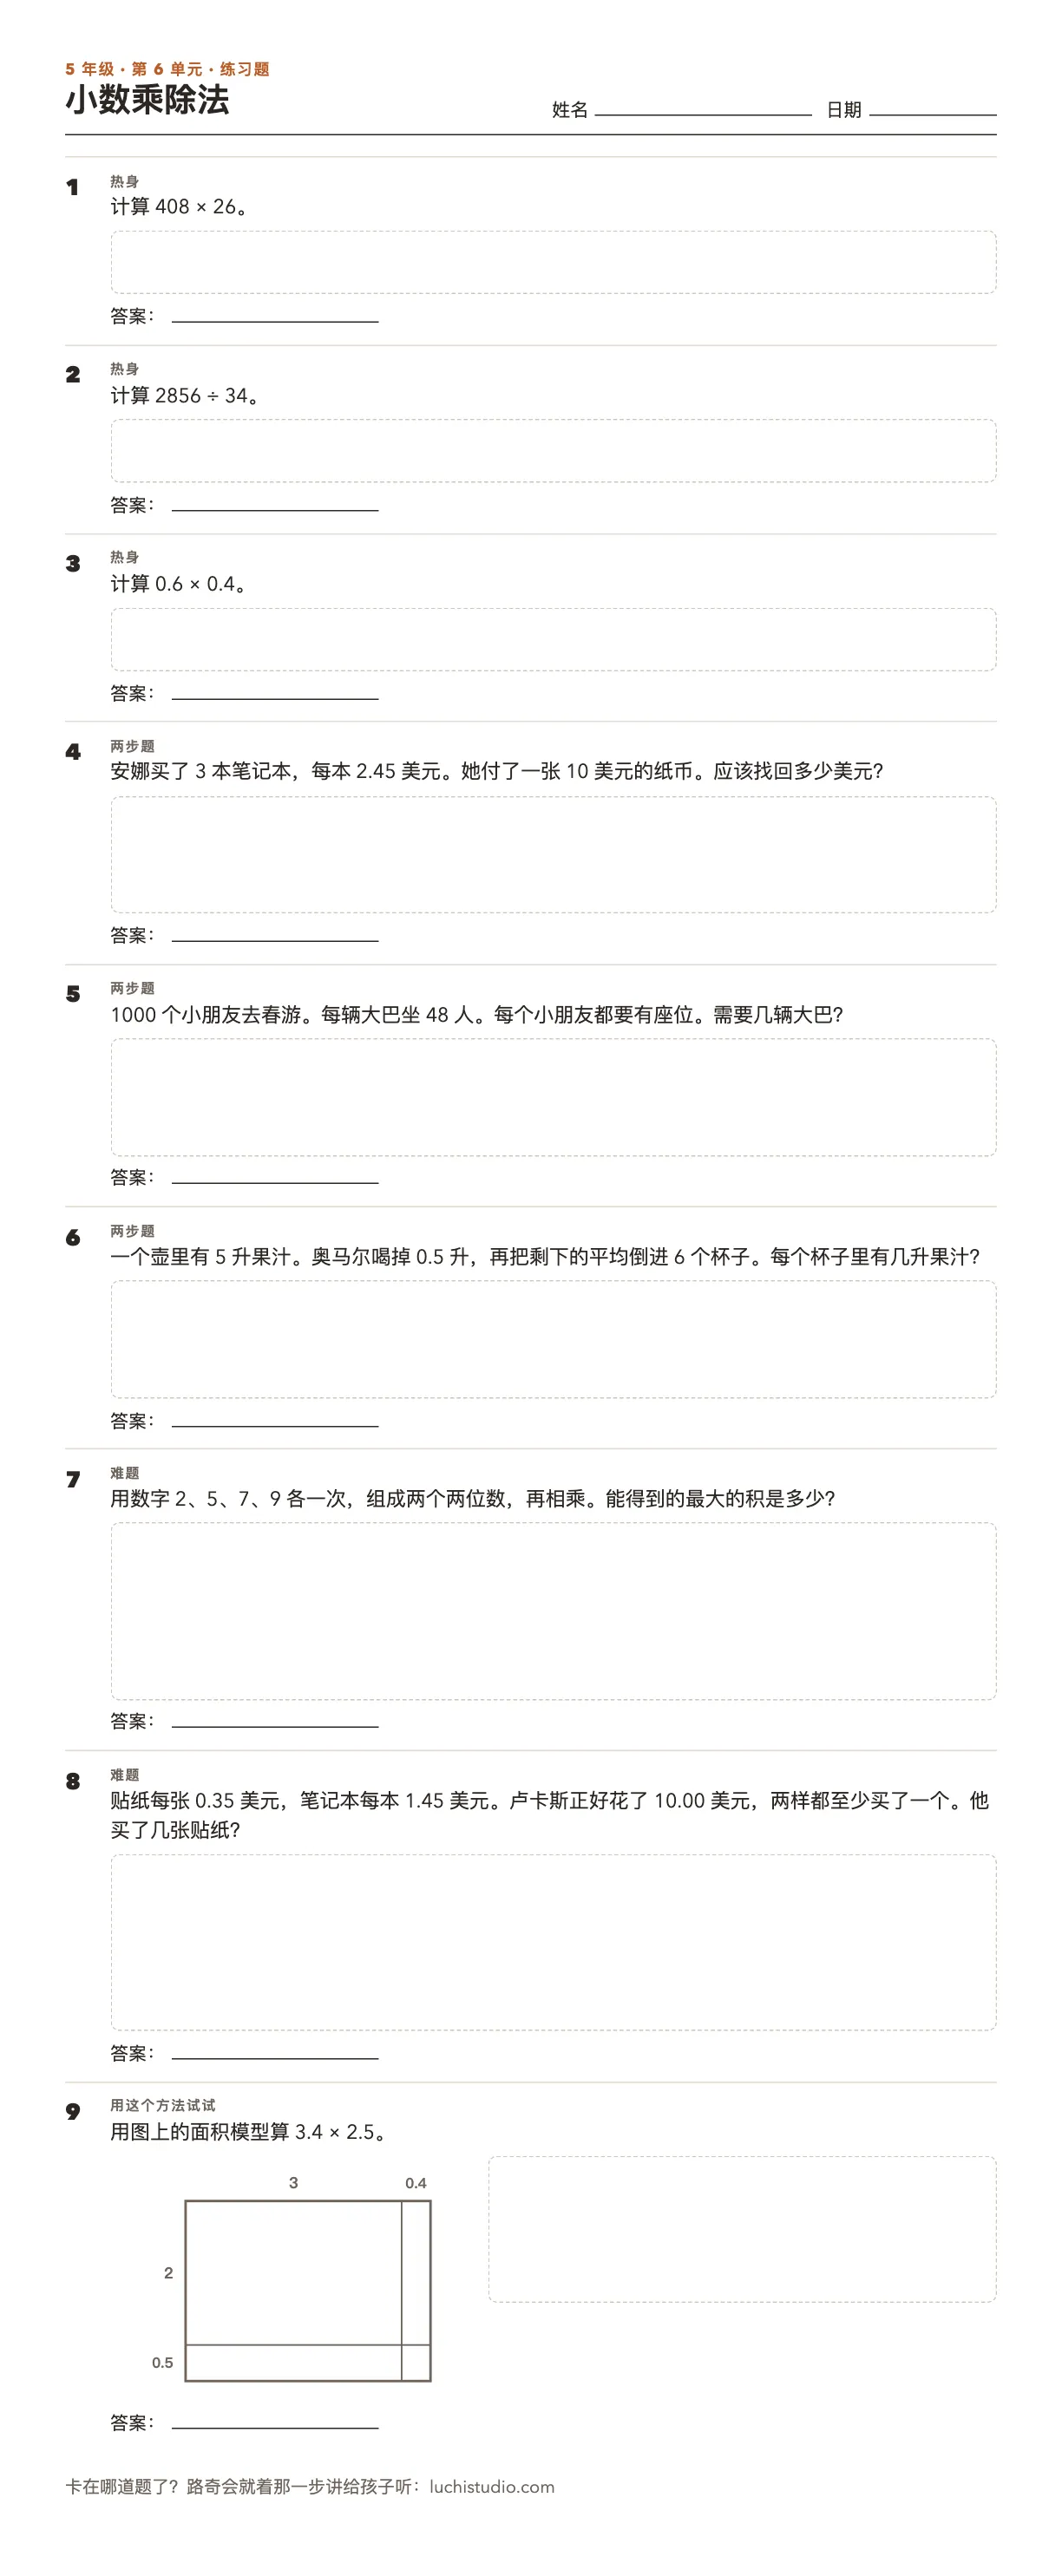 5 年级 · 第 6 单元 · 练习题
小数乘除法
姓名
日期
1
热身
计算 408 × 26。
答案：
2
热身
计算 2856 ÷ 34。
答案：
3
热身
计算 0.6 × 0.4。
答案：
4
两步题
安娜买了 3 本笔记本，每本 2.45 美元。她付了一张 10 美元的纸币。应该找回多少美元？
答案：
5
两步题
1000 个小朋友去春游。每辆大巴坐 48 人。每个小朋友都要有座位。需要几辆大巴？
答案：
6
两步题
一个壶里有 5 升果汁。奥马尔喝掉 0.5 升，再把剩下的平均倒进 6 个杯子。每个杯子里有几升果汁？
答案：
7
难题
用数字 2、5、7、9 各一次，组成两个两位数，再相乘。能得到的最大的积是多少？
答案：
8
难题
贴纸每张 0.35 美元，笔记本每本 1.45 美元。卢卡斯正好花了 10.00 美元，两样都至少买了一个。他
买了几张贴纸？
答案：
9
用这个方法试试
用图上的面积模型算 3.4 × 2.5。
3
0.4
2
0.5
答案：
卡在哪道题了？路奇会就着那一步讲给孩子听：luchistudio.com